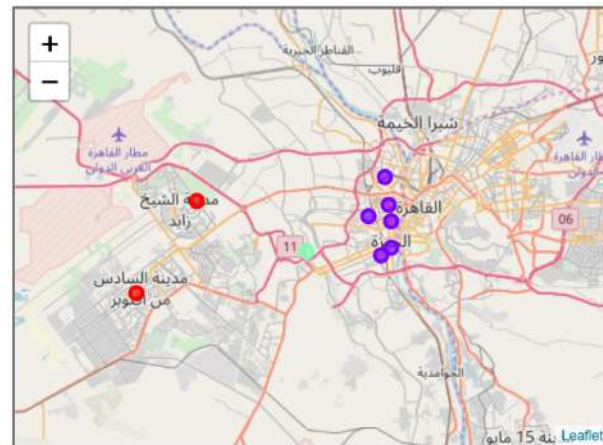 +
−
القناطر الخيرية
قليوب
شبرا الخيمة
مطار القاهرة
الغربي الدولي
مطار القاهرة
الدولي
مدينة الشيخ
زايد
القاهرة
06
الجيزة
11
مدينة السادس
من أكتوبر
الحوامدية
15 مايو
Leaflet